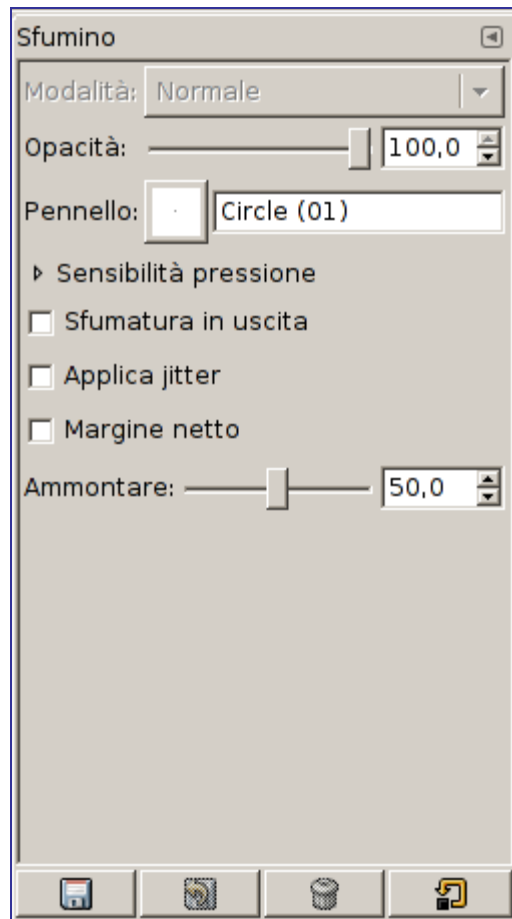 Sfumino
Modalità: Normale
Opacità: 100,0
Pennello: Circle (01)
Sensibilità pressione
Sfumatura in uscita
Applica jitter
Margine netto
Ammontare: 50,0